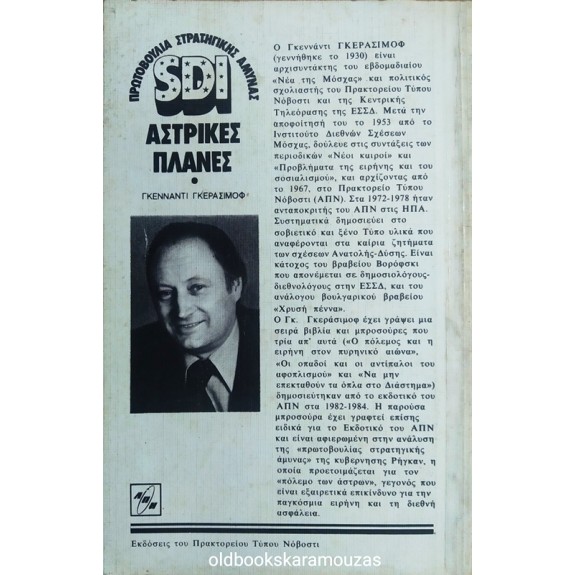 ΠΡΩΤΟΒΟΥΛΙΑ ΣΤΡΑΤΗΓΙΚΗΣ ΑΜΥΝΑΣ
SDI
ΑΣΤΡΙΚΕΣ
ΠΛΑΝΕΣ
•
ΓΚΕΝΝΑΝΤΙ ΓΚΕΡΑΣΙΜΟΦ
Ο Γκεννάντι ΓΚΕΡΑΣΙΜΟΦ
(γεννήθηκε το 1930) είναι
αρχισυντάκτης του εβδομαδιαίου
«Νέα της Μόσχας» και πολιτικός
σχολιαστής του Πρακτορείου Τύπου
Νόβοστι και της Κεντρικής
Τηλεόρασης της ΕΣΣΔ. Μετά την
αποφοίτησή του το 1953 από το
Ινστιτούτο Διεθνών Σχέσεων
Μόσχας, δούλευε στις συντάξεις των
περιοδικών «Νέοι καιροί» και
«Προβλήματα της ειρήνης και του
σοσιαλισμού», και αρχίζοντας από
το 1967, στο Πρακτορείο Τύπου
Νόβοστι (ΑΠΝ). Στα 1972-1978 ήταν
ανταποκριτής του ΑΠΝ στις ΗΠΑ.
Συστηματικά δημοσιεύει στο
σοβιετικό και ξένο Τύπο υλικά που
αναφέρονται στα καίρια ζητήματα
των σχέσεων Ανατολής-Δύσης. Είναι
κάτοχος του βραβείου Βορόφσκι
που απονέμεται σε δημοσιολόγους-
διεθνολόγους στην ΕΣΣΔ, και του
ανάλογου βουλγαρικού βραβείου
«Χρυσή πέννα».
Ο Γκ. Γκεράσιμοφ έχει γράψει μια
σειρά βιβλία και μπροσούρες που
τρία απ' αυτά («Ο πόλεμος και η
ειρήνη στον πυρηνικό αιώνα»,
«Οι οπαδοί και οι αντίπαλοι του
αφοπλισμού» και «Να μην
επεκταθούν τα όπλα στο Διάστημα»)
δημοσιεύτηκαν από το εκδοτικό του
ΑΠΝ στα 1982-1984. Η παρούσα
μπροσούρα έχει γραφτεί επίσης
ειδικά για το Εκδοτικό του ΑΠΝ
και είναι αφιερωμένη στην ανάλυση
της «πρωτοβουλίας στρατηγικής
άμυνας» της κυβερνησης Ρήγκαν, η
οποία προετοιμάζεται για τον
«πόλεμο των άστρων», γεγονός που
είναι εξαιρετικά επικίνδυνο για την
παγκόσμια ειρήνη και τη διεθνή
ασφάλεια.
Εκδόσεις του Πρακτορείου Τύπου Νόβοστι
oldbookskaramouzas